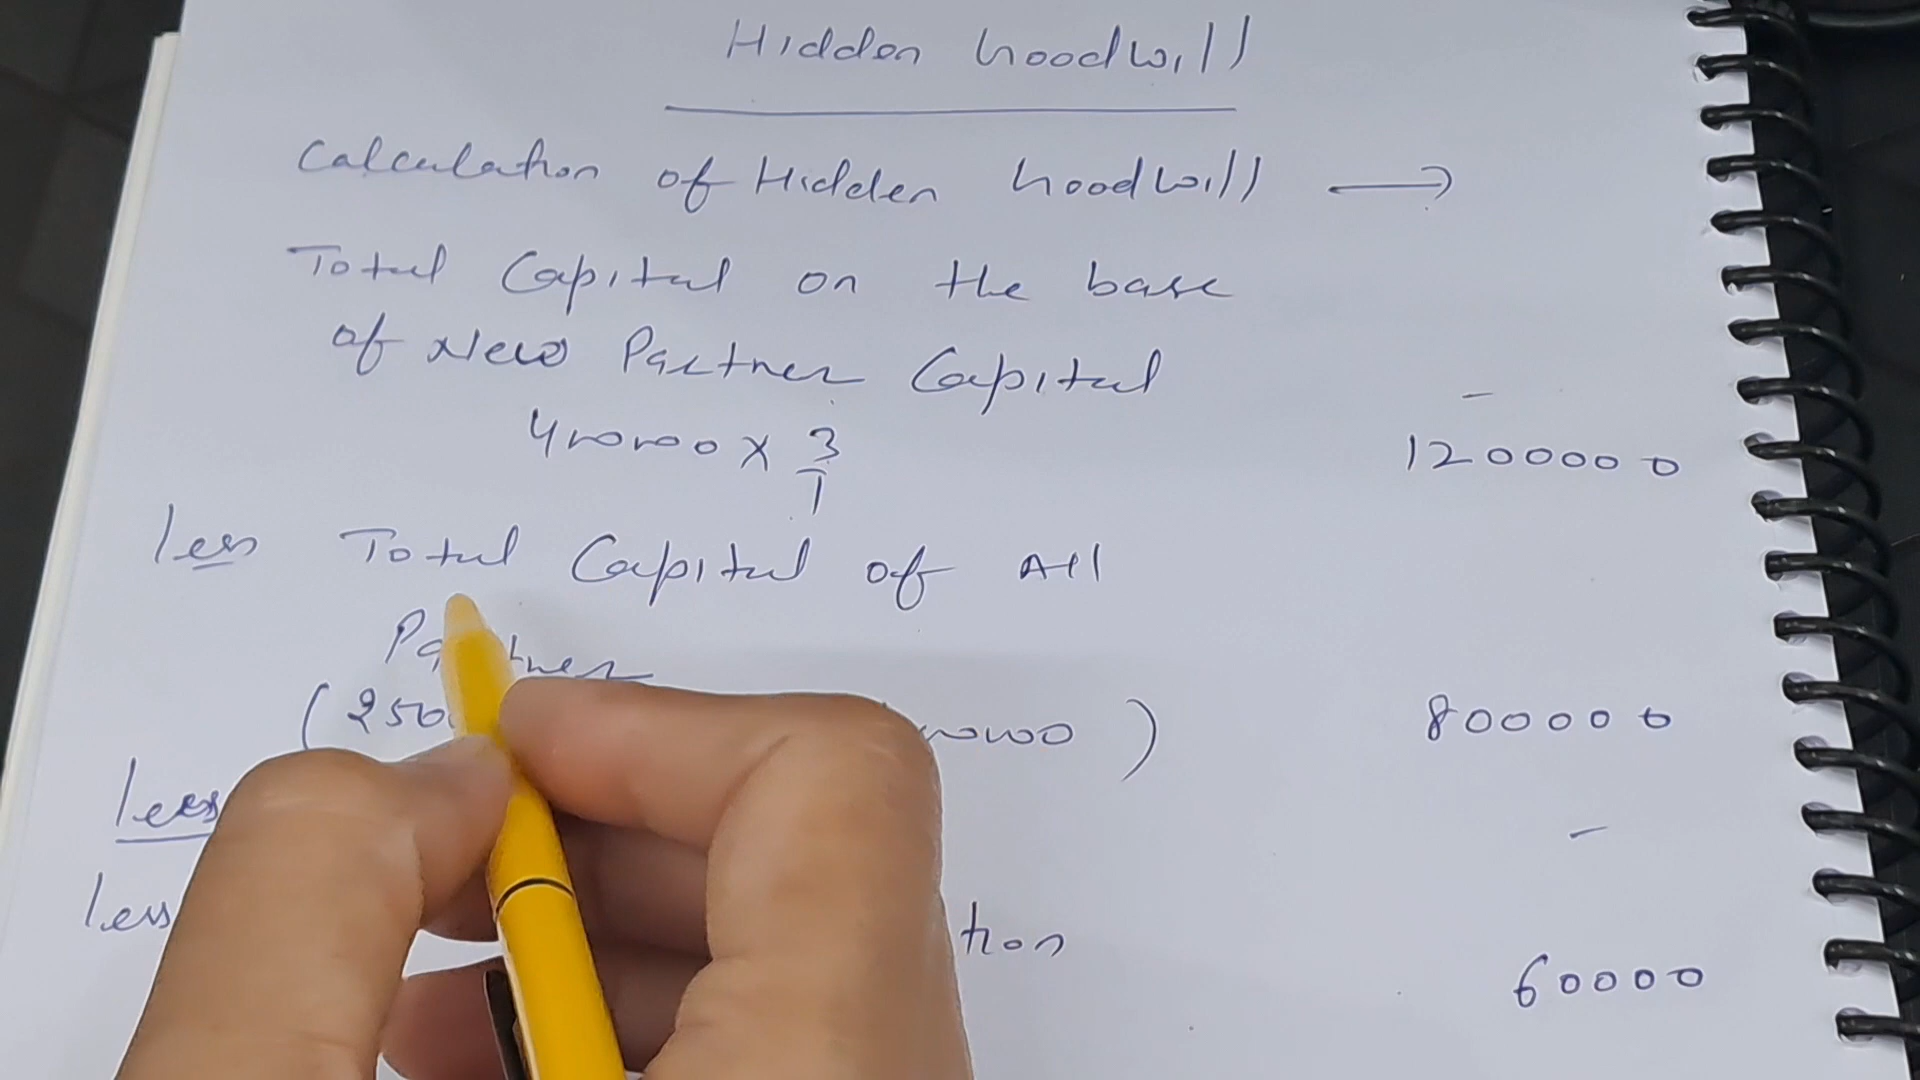 Hidden Goodwill
Calculation of Hidden Goodwill →
Total Capital on the base
of New Partner Capital -
400000 × 3/1 1200000
less Total Capital of All
Partner
( 250 ) 800000
less -
less 60000